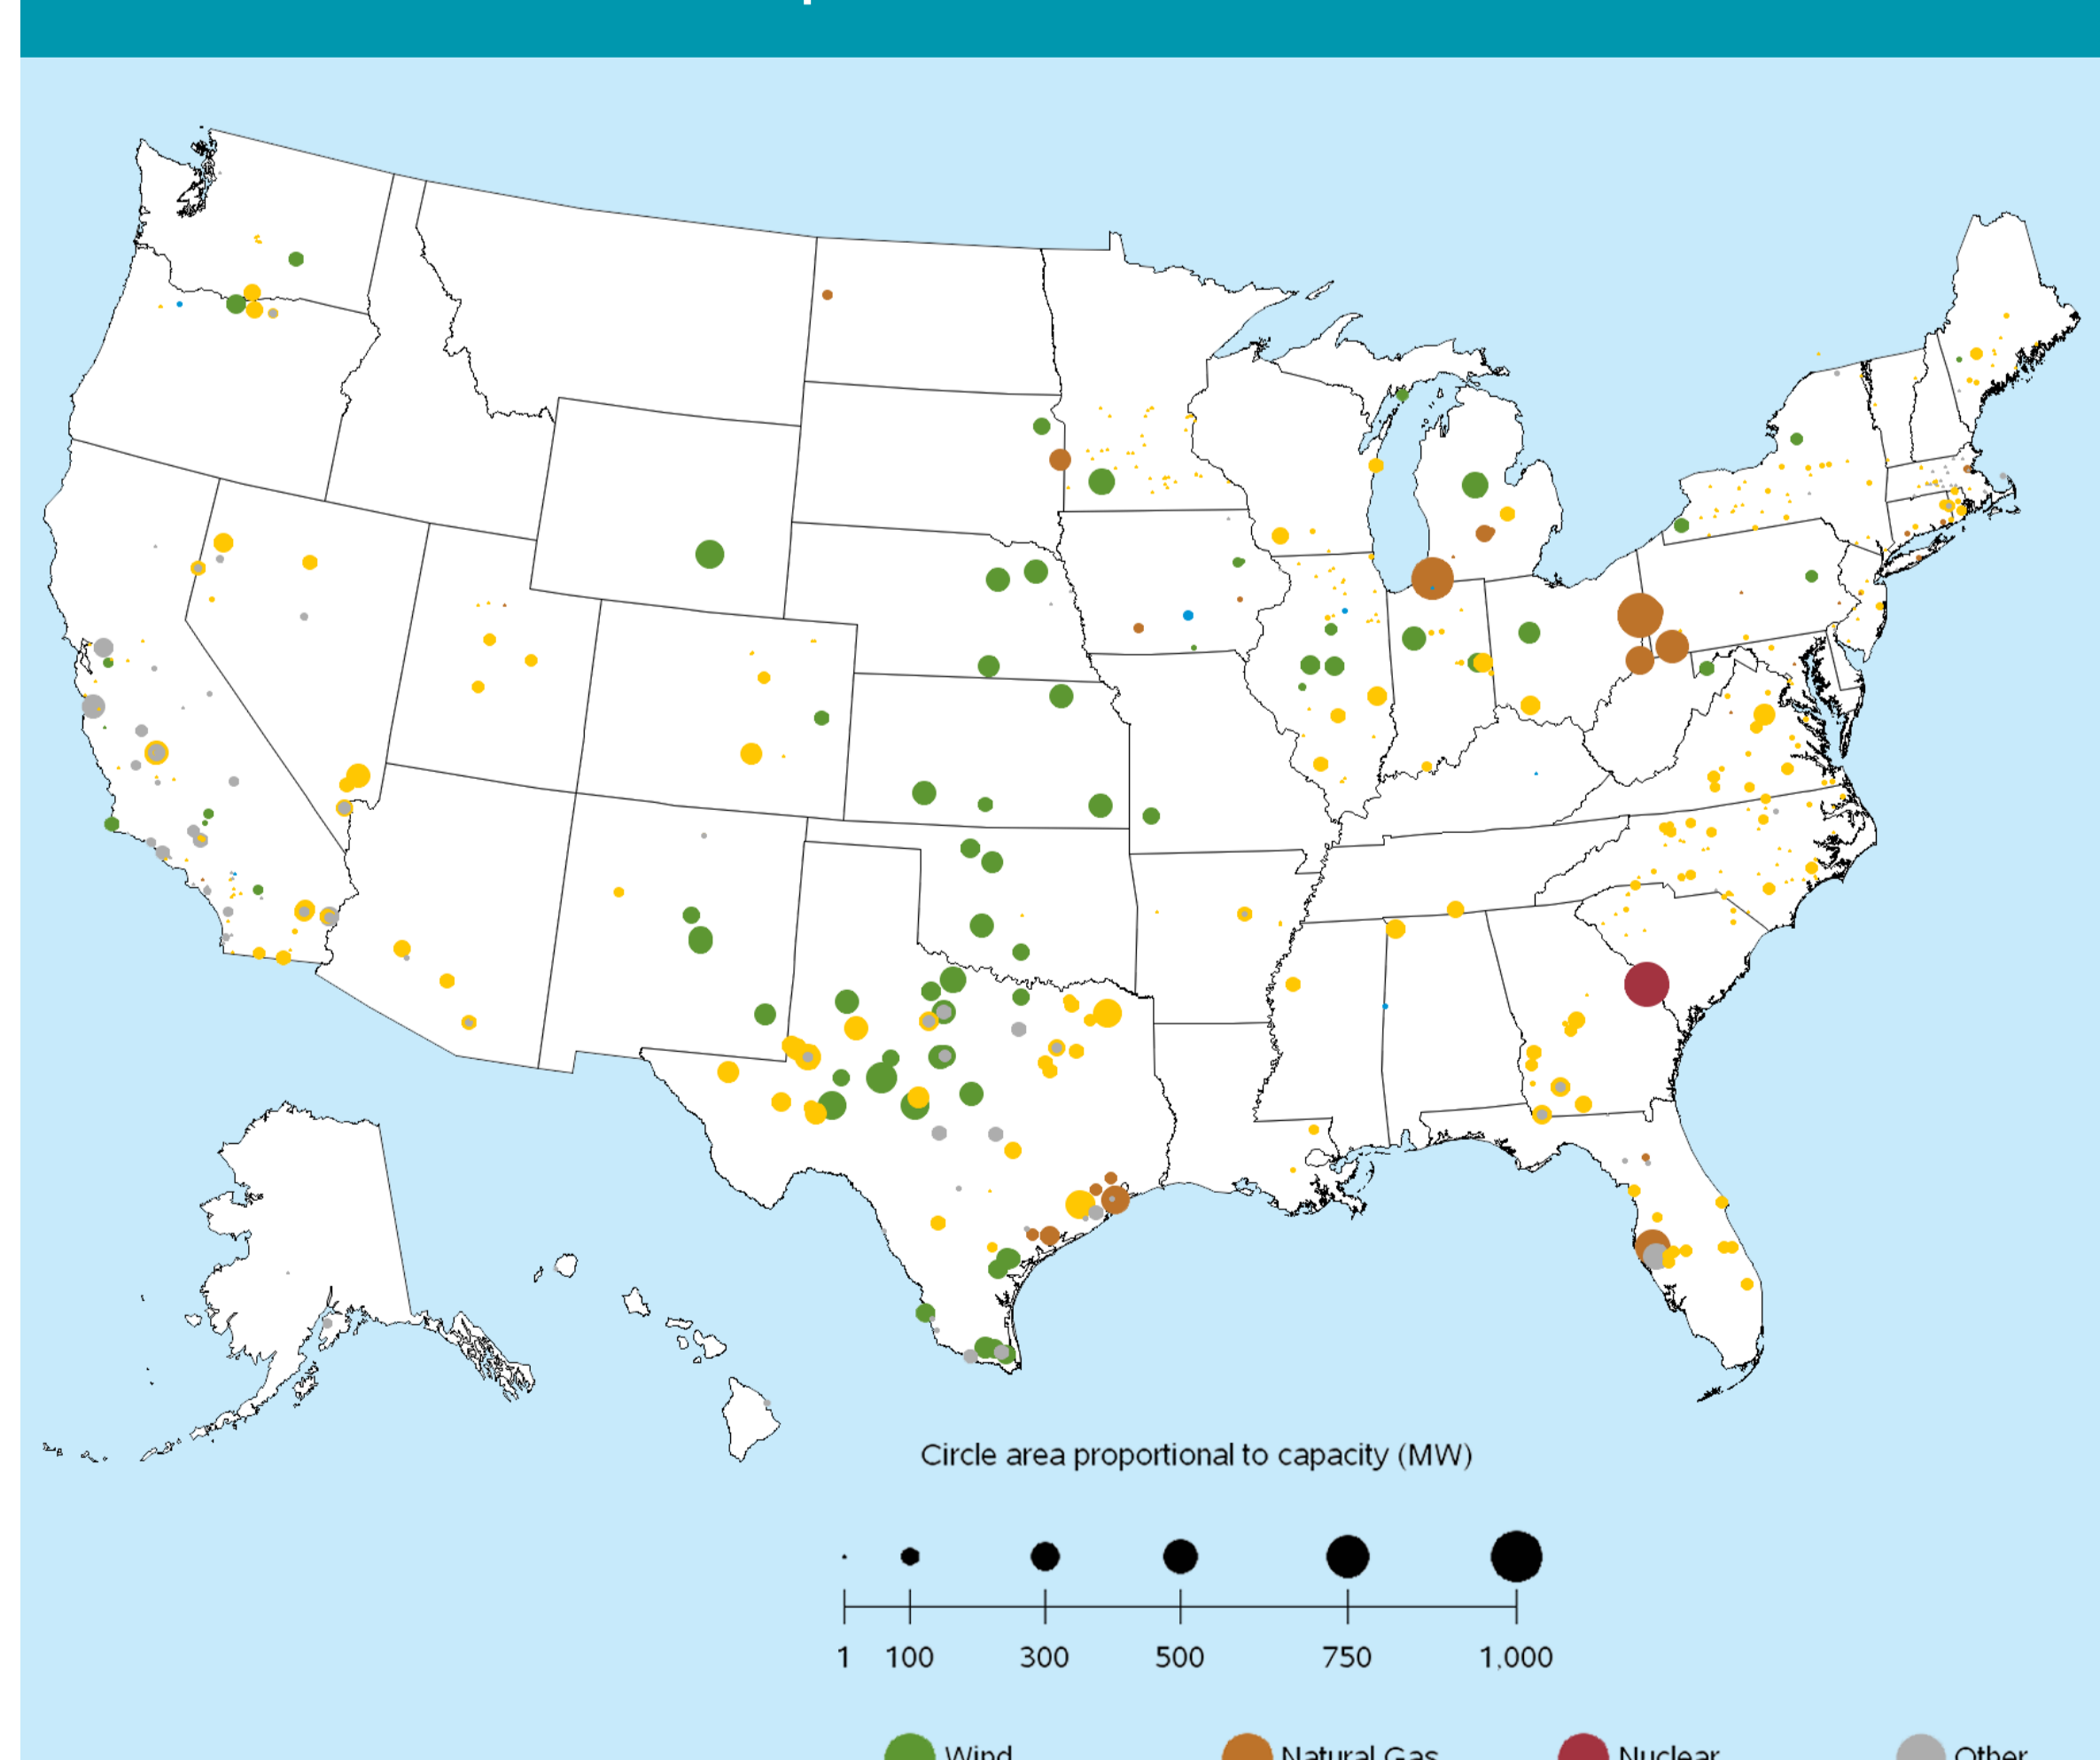 Circle area proportional to capacity (MW)
1 100 300 500 750 1,000
Wind Natural Gas Nuclear Other